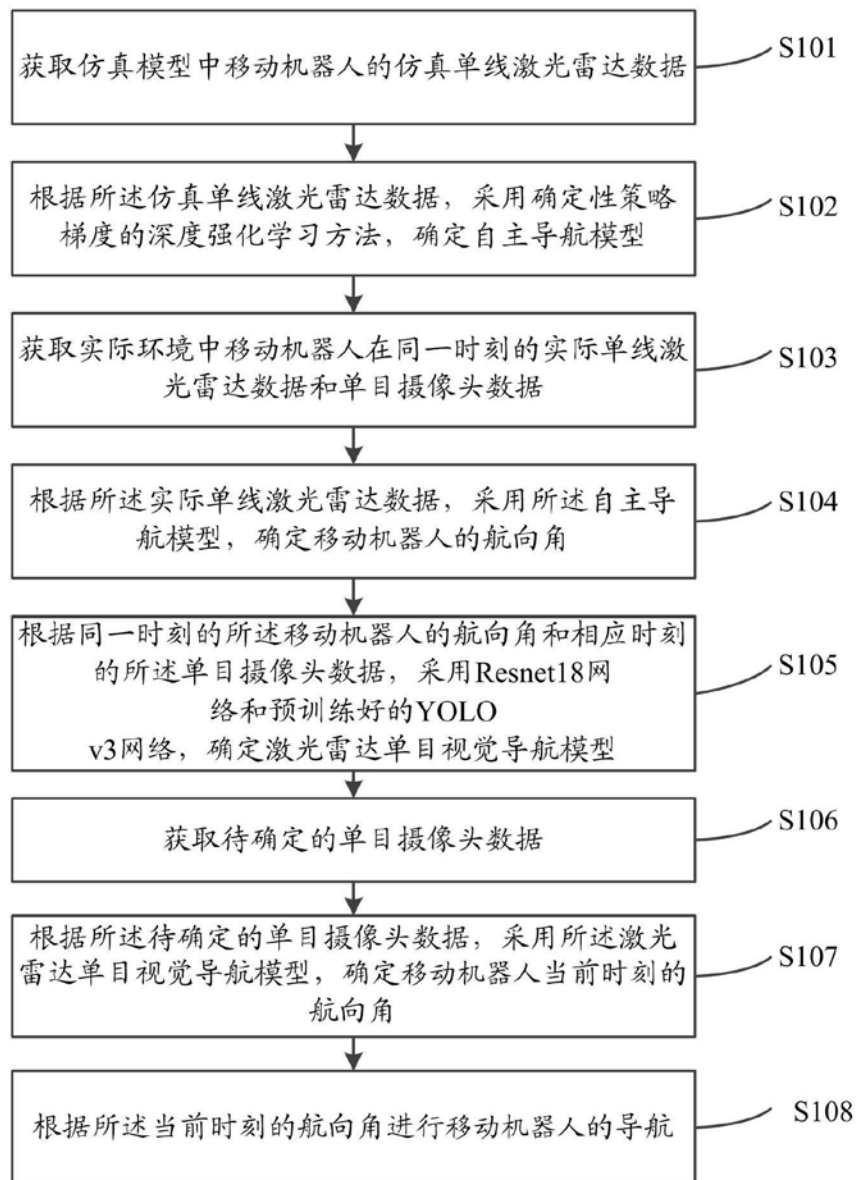 获取仿真模型中移动机器人的仿真单线激光雷达数据
S101
根据所述仿真单线激光雷达数据，采用确定性策略
梯度的深度强化学习方法，确定自主导航模型
S102
获取实际环境中移动机器人在同一时刻的实际单线激
光雷达数据和单目摄像头数据
S103
根据所述实际单线激光雷达数据，采用所述自主导
航模型，确定移动机器人的航向角
S104
根据同一时刻的所述移动机器人的航向角和相应时刻
的所述单目摄像头数据，采用Resnet18网
络和预训练好的YOLO
v3网络，确定激光雷达单目视觉导航模型
S105
获取待确定的单目摄像头数据
S106
根据所述待确定的单目摄像头数据，采用所述激光
雷达单目视觉导航模型，确定移动机器人当前时刻的
航向角
S107
根据所述当前时刻的航向角进行移动机器人的导航
S108